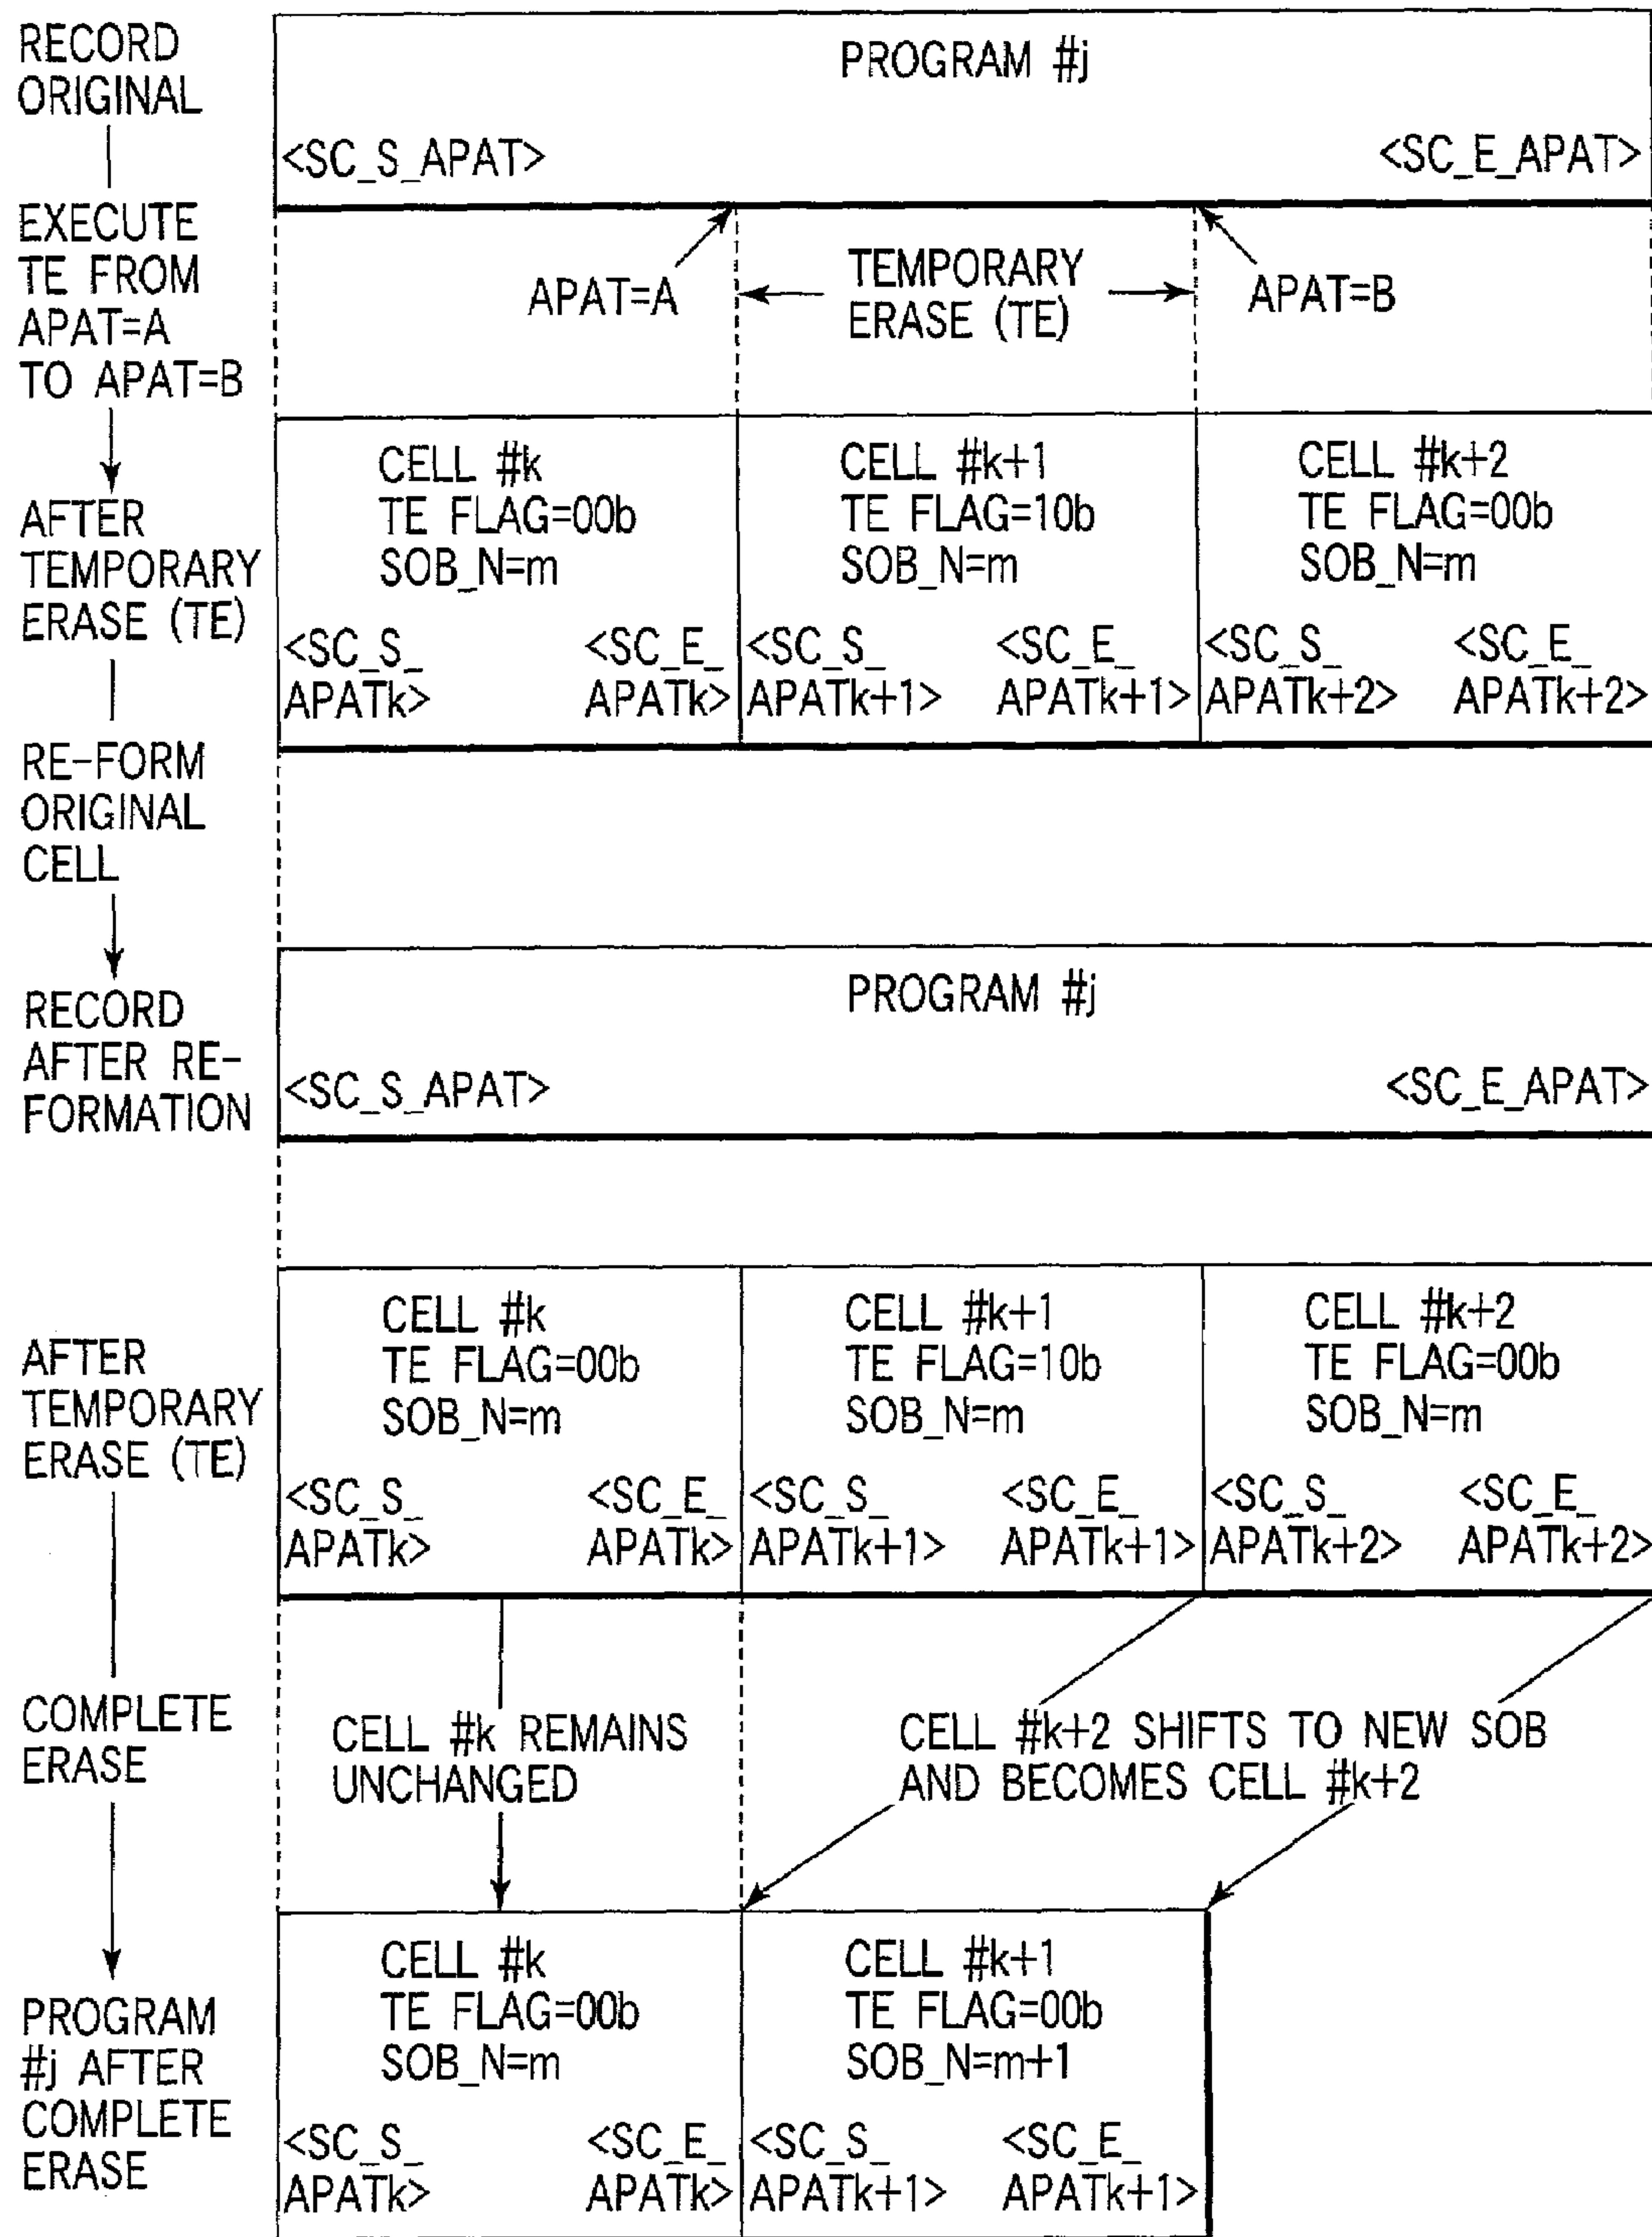 RECORD
ORIGINAL
PROGRAM #j
<SC_S_APAT>
<SC_E_APAT>
EXECUTE
TE FROM
APAT=A
TO APAT=B
APAT=A
TEMPORARY
ERASE (TE)
APAT=B
AFTER
TEMPORARY
ERASE (TE)
CELL #k
TE FLAG=00b
SOB_N=m
<SC_S_
APATk>
<SC_E_
APATk>
CELL #k+1
TE FLAG=10b
SOB_N=m
<SC_S_
APATk+1>
<SC_E_
APATk+1>
CELL #k+2
TE FLAG=00b
SOB_N=m
<SC_S_
APATk+2>
<SC_E_
APATk+2>
RE-FORM
ORIGINAL
CELL
RECORD
AFTER RE-
FORMATION
PROGRAM #j
<SC_S_APAT>
<SC_E_APAT>
AFTER
TEMPORARY
ERASE (TE)
CELL #k
TE FLAG=00b
SOB_N=m
<SC_S_
APATk>
<SC_E_
APATk>
CELL #k+1
TE FLAG=10b
SOB_N=m
<SC_S_
APATk+1>
<SC_E_
APATk+1>
CELL #k+2
TE FLAG=00b
SOB_N=m
<SC_S_
APATk+2>
<SC_E_
APATk+2>
COMPLETE
ERASE
CELL #k REMAINS
UNCHANGED
CELL #k+2 SHIFTS TO NEW SOB
AND BECOMES CELL #k+2
PROGRAM
#j AFTER
COMPLETE
ERASE
CELL #k
TE FLAG=00b
SOB_N=m
<SC_S_
APATk>
<SC_E_
APATk>
CELL #k+1
TE FLAG=00b
SOB_N=m+1
<SC_S_
APATk+1>
<SC_E_
APATk+1>